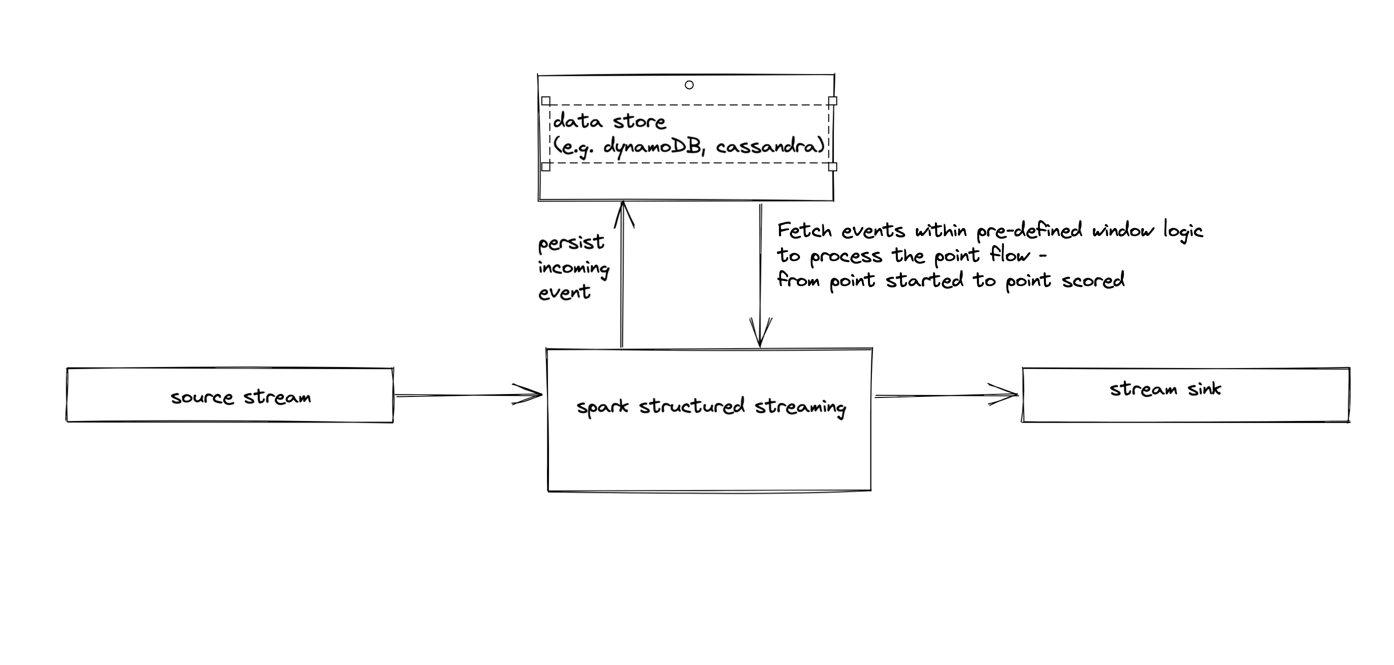 data store
(e.g. dynamoDB, cassandra)
persist
incoming
event
Fetch events within pre-defined window logic
to process the point flow -
from point started to point scored
source stream
spark structured streaming
stream sink